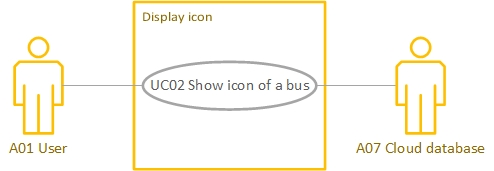 Display icon
UC02 Show icon of a bus
A01 User
A07 Cloud database